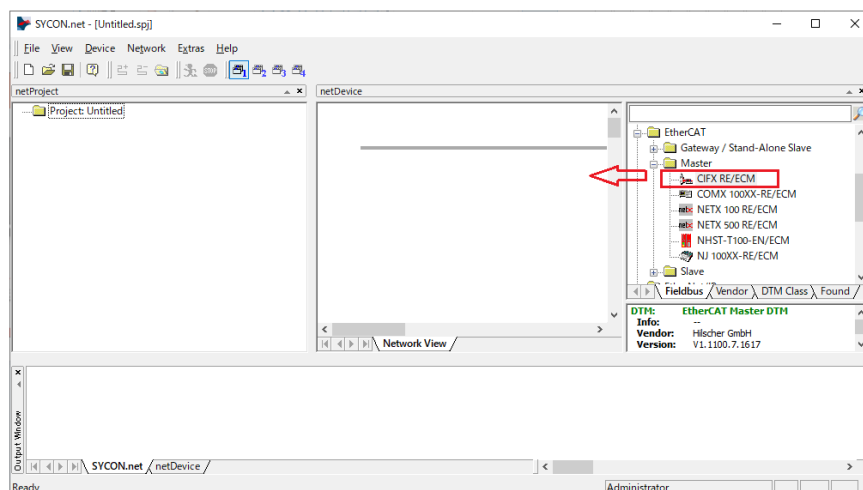 SYCON.net - [Untitled.spj]
File View Device Network Extras Help
netProject
netDevice
Project: Untitled
EtherCAT
Gateway / Stand-Alone Slave
Master
CIFX RE/ECM
COMX 100XX-RE/ECM
NETX 100 RE/ECM
NETX 500 RE/ECM
NHST-T100-EN/ECM
NJ 100XX-RE/ECM
Slave
Fieldbus Vendor DTM Class Found
DTM: EtherCAT Master DTM
Info: --
Vendor: Hilscher GmbH
Version: V1.1100.7.1617
Network View
Output Window
SYCON.net netDevice
Ready
Administrator